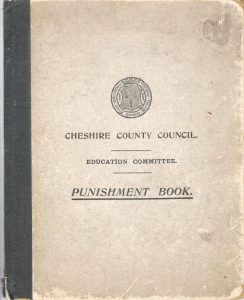 CHESHIRE COUNTY COUNCIL.
EDUCATION COMMITTEE.
PUNISHMENT BOOK.